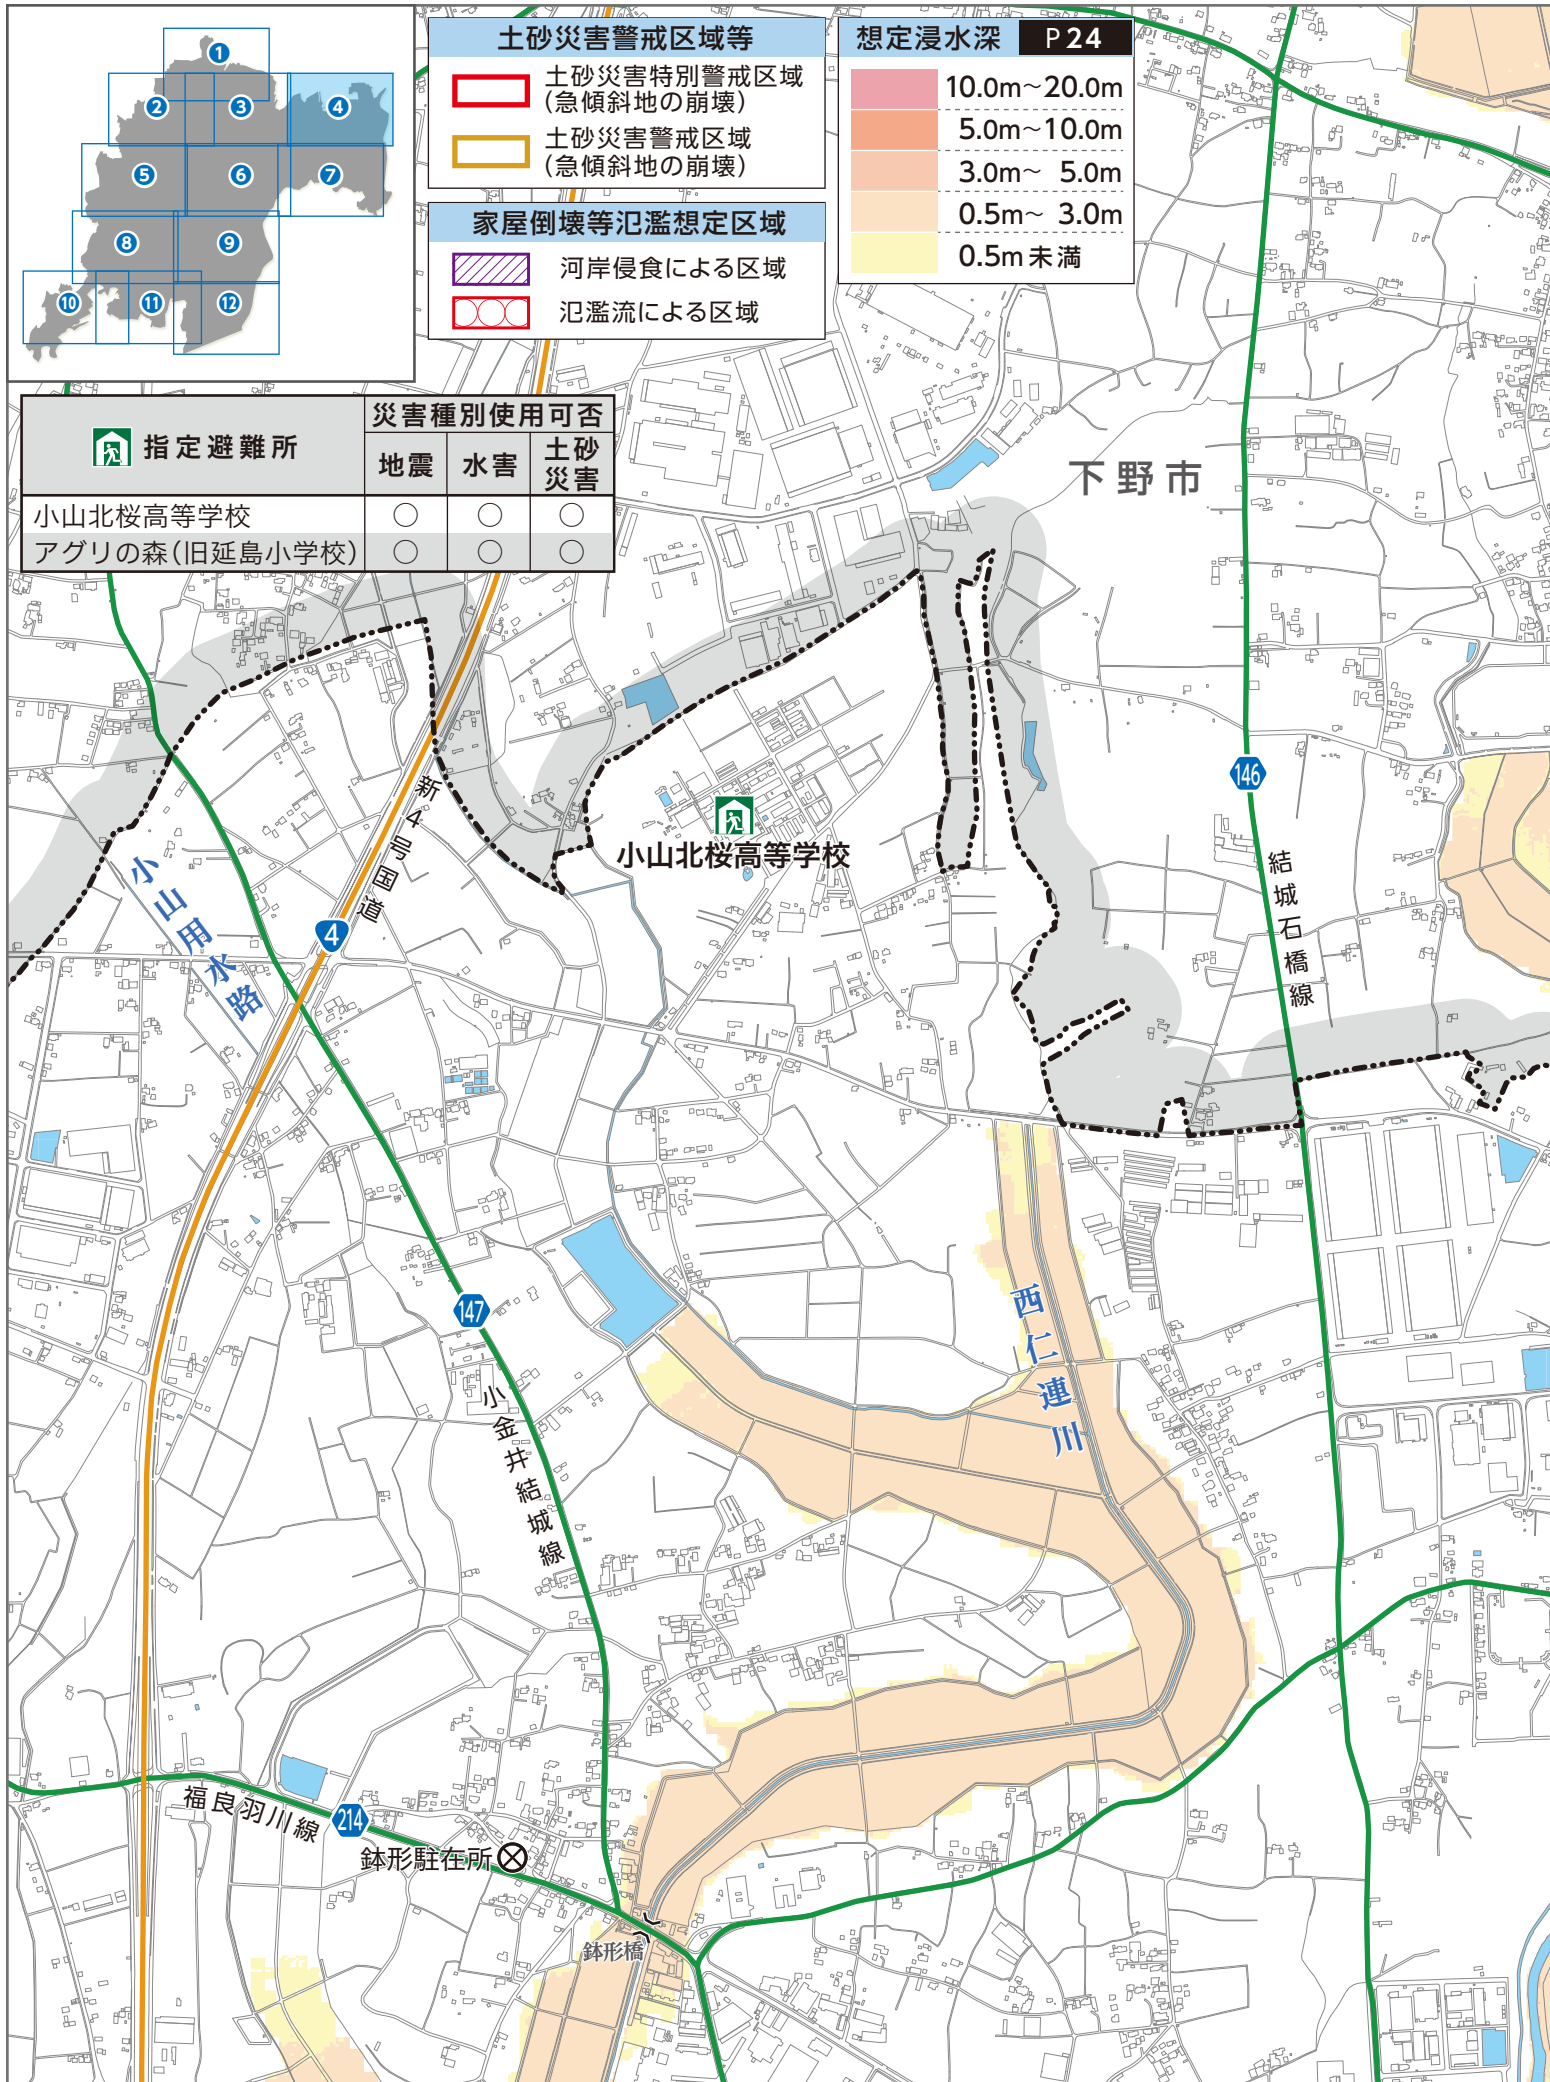 1
2
3
4
5
6
7
8
9
10
11
12
土砂災害警戒区域等
土砂災害特別警戒区域
(急傾斜地の崩壊)
土砂災害警戒区域
(急傾斜地の崩壊)
家屋倒壊等氾濫想定区域
河岸侵食による区域
氾濫流による区域
想定浸水深 P24
10.0m～20.0m
5.0m～10.0m
3.0m～ 5.0m
0.5m～ 3.0m
0.5m未満
指定避難所
災害種別使用可否
地震 水害 土砂災害
小山北桜高等学校 ○ ○ ○
アグリの森(旧延島小学校) ○ ○ ○
下野市
146
新4号国道
小山北桜高等学校
小山用水路
4
結城石橋線
147
西仁連川
小金井結城線
福良羽川線
214
鉢形駐在所
鉢形橋